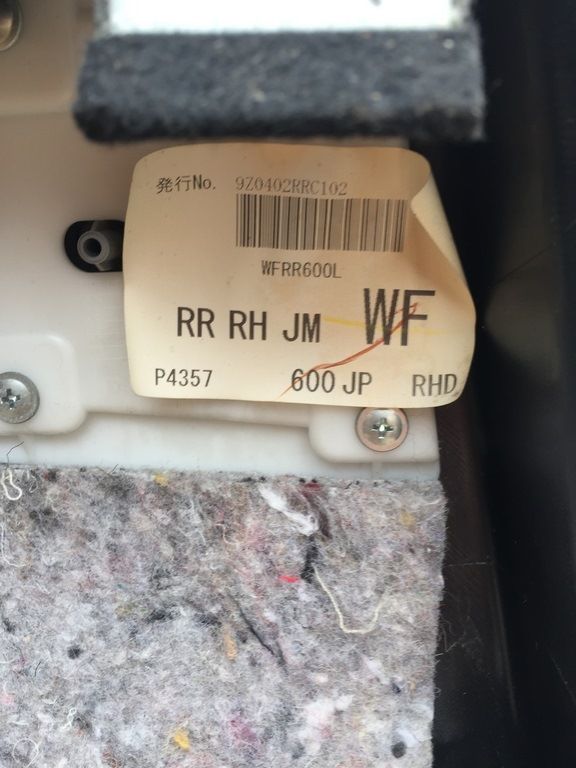 発行No. 9Z0402RRC102
WFRR600L
RR RH JM WF
P4357 600 JP RHD